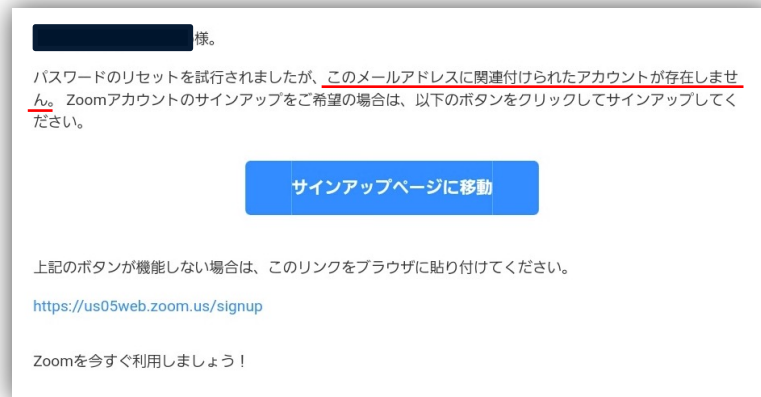 様。
パスワードのリセットを試行されましたが、このメールアドレスに関連付けられたアカウントが存在しませ
ん。 Zoomアカウントのサインアップをご希望の場合は、以下のボタンをクリックしてサインアップしてく
ださい。
サインアップページに移動
上記のボタンが機能しない場合は、このリンクをブラウザに貼り付けてください。
https://us05web.zoom.us/signup
Zoomを今すぐ利用しましょう！